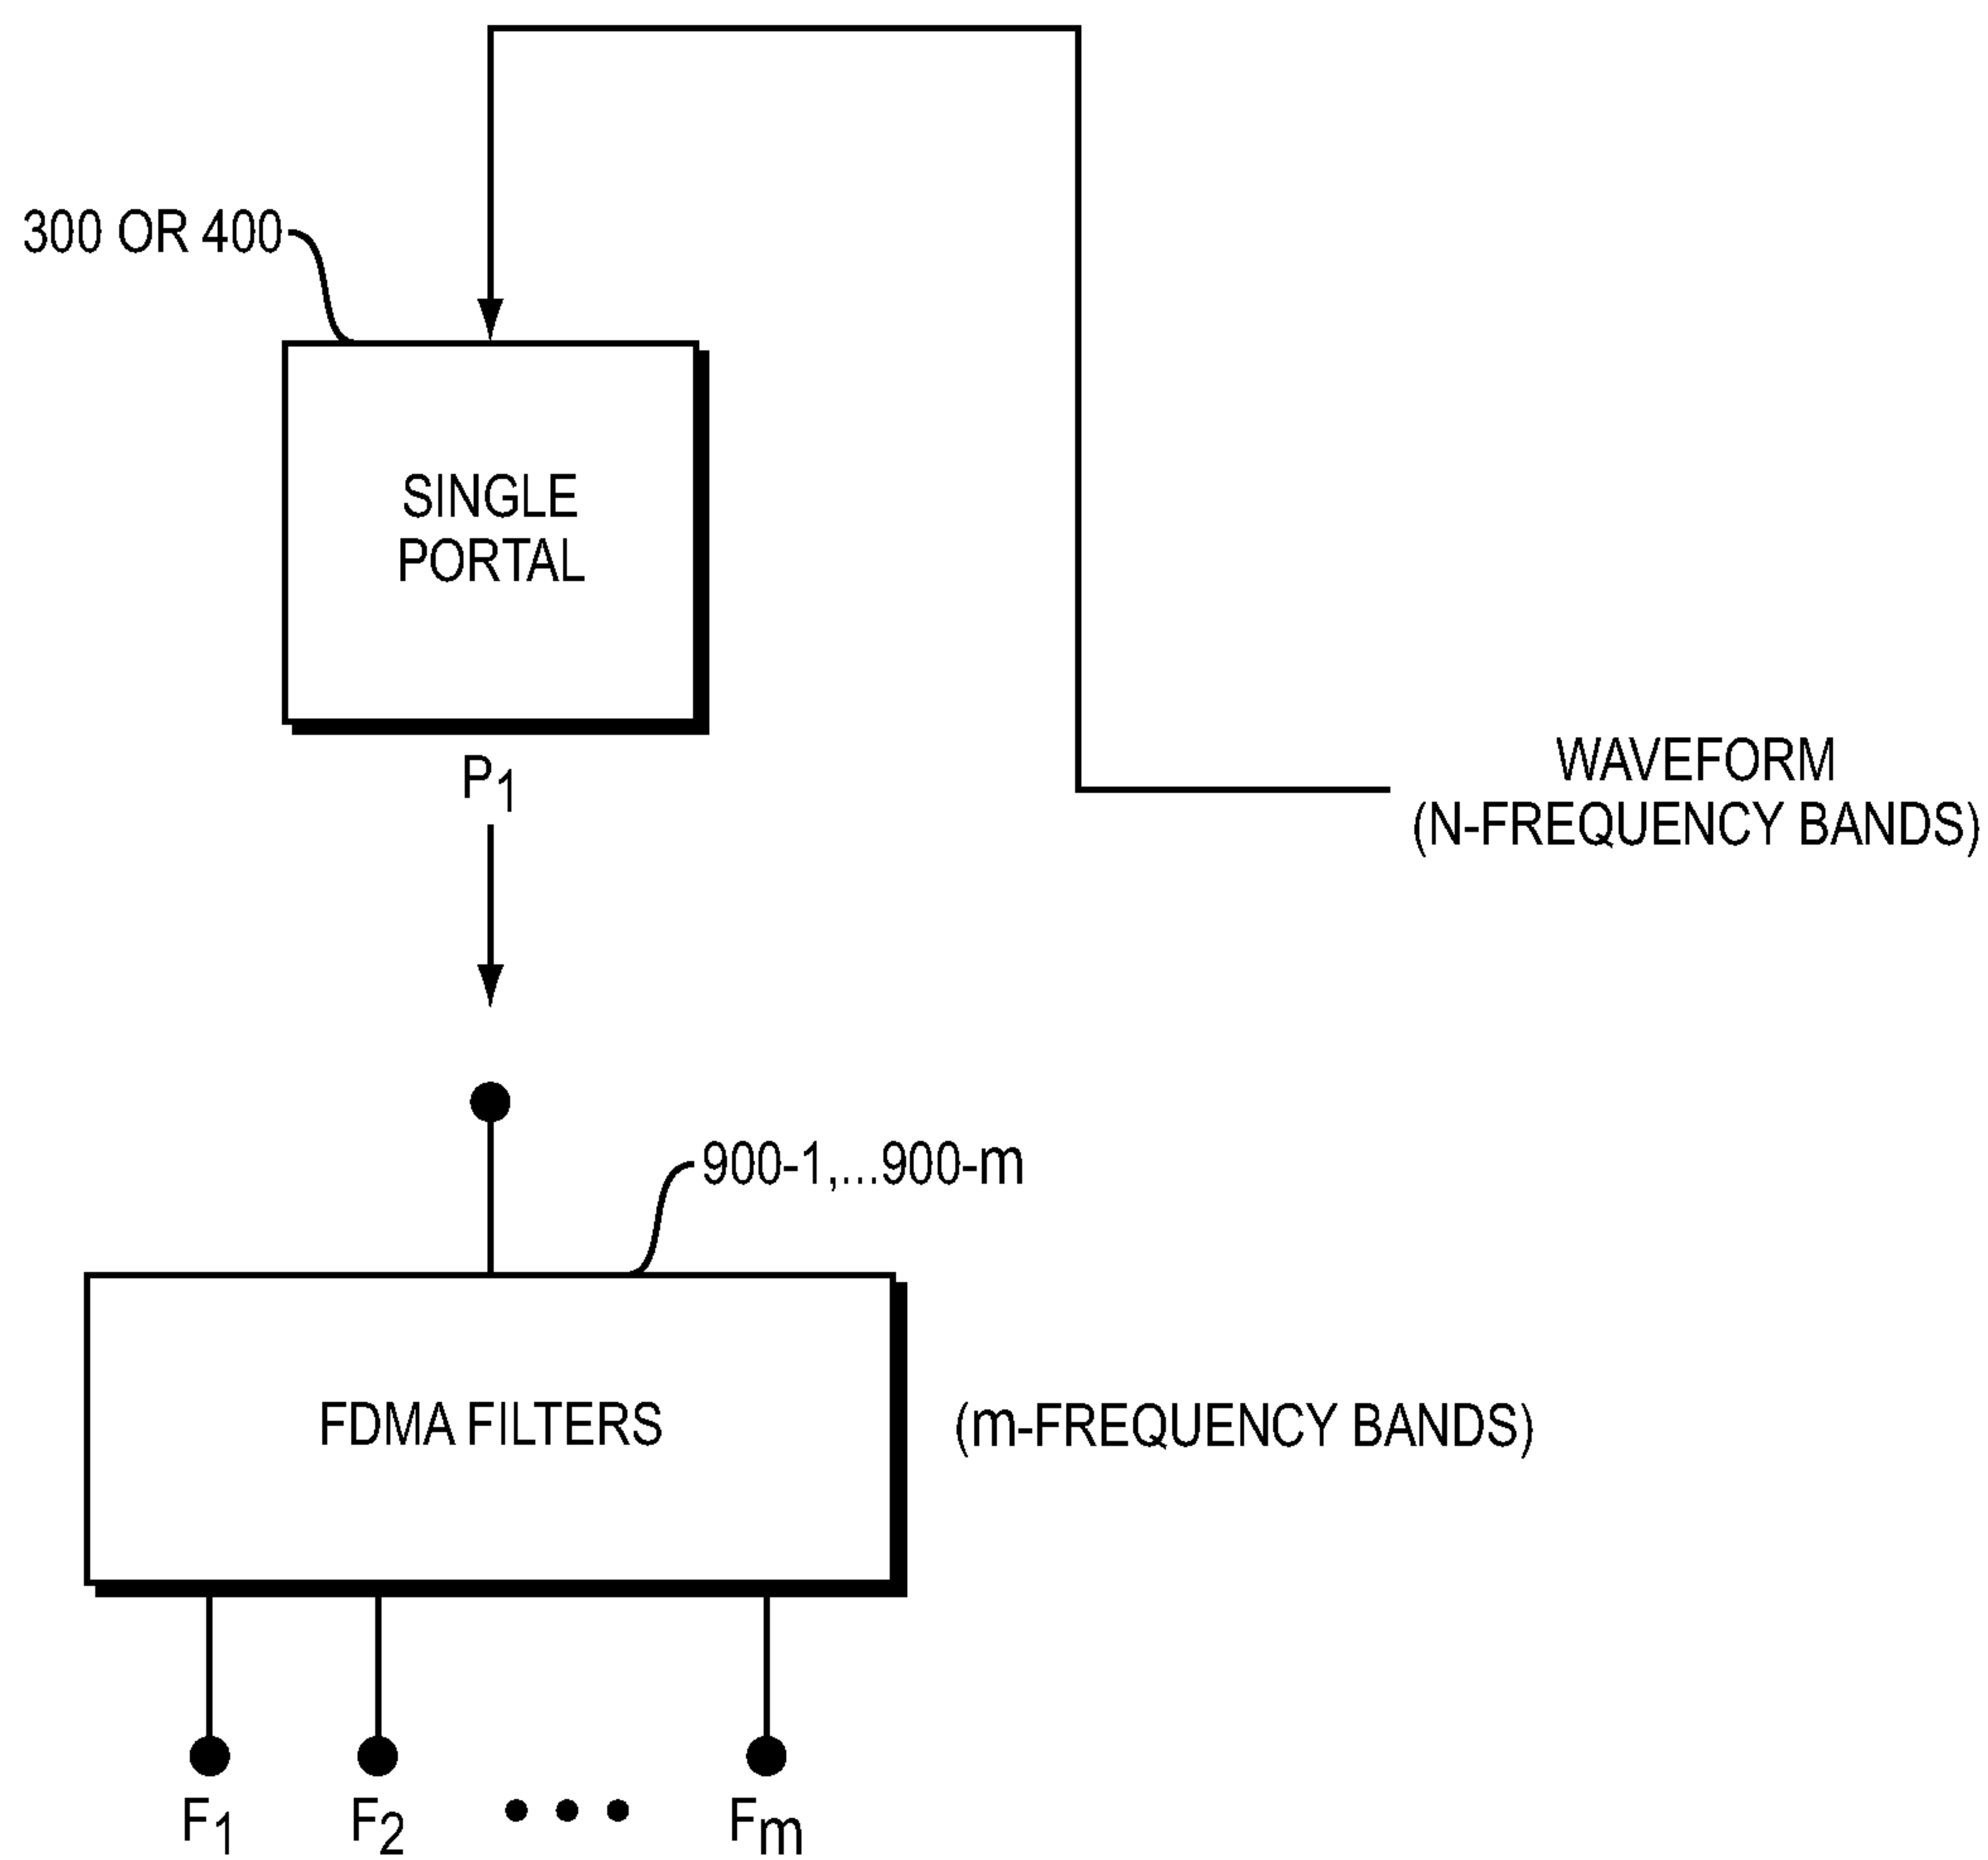 300 OR 400
SINGLE
PORTAL
P1
WAVEFORM
(N-FREQUENCY BANDS)
900-1,...900-m
FDMA FILTERS
(m-FREQUENCY BANDS)
F1 F2 ••• Fm